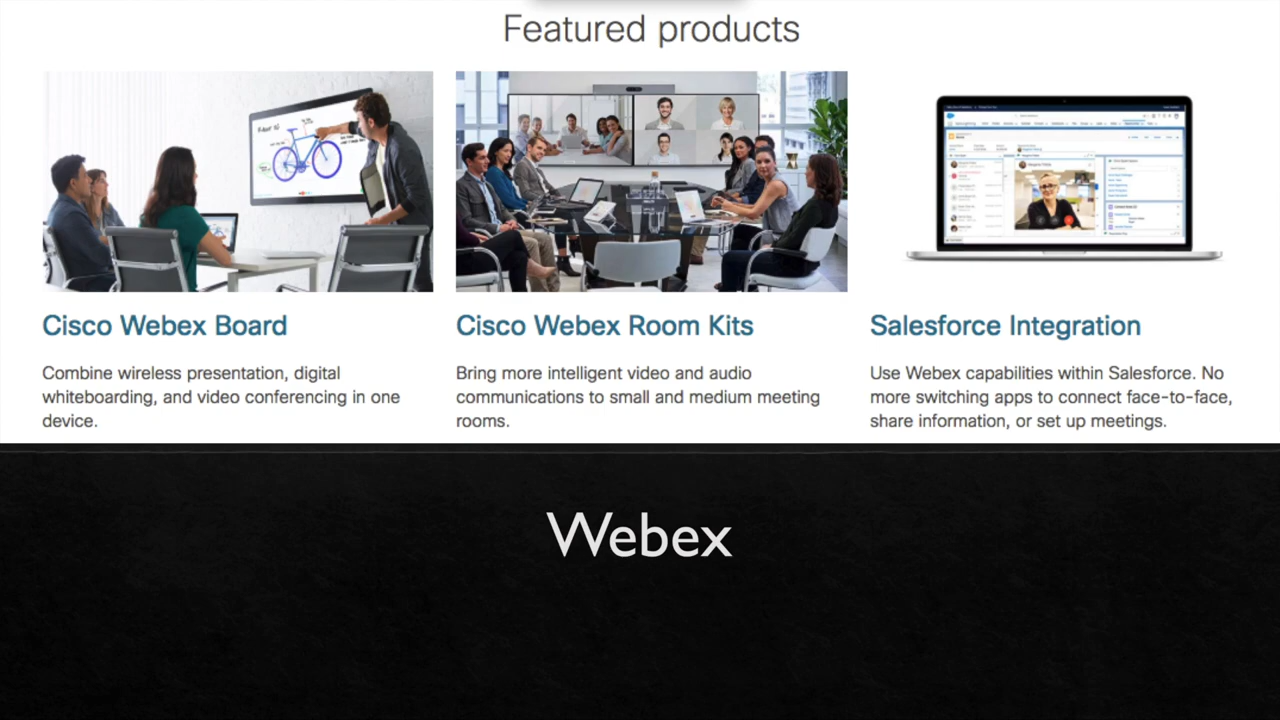 Featured products
Cisco Webex Board
Combine wireless presentation, digital
whiteboarding, and video conferencing in one
device.
Cisco Webex Room Kits
Bring more intelligent video and audio
communications to small and medium meeting
rooms.
Salesforce Integration
Use Webex capabilities within Salesforce. No
more switching apps to connect face-to-face,
share information, or set up meetings.
Webex